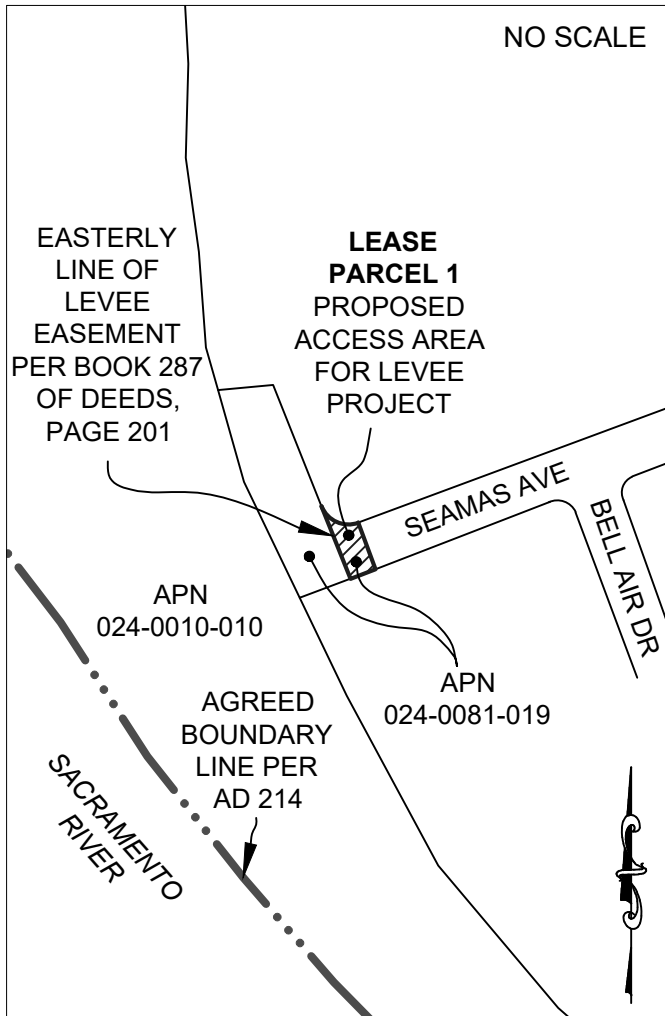 NO SCALE
EASTERLY
LINE OF
LEVEE
EASEMENT
PER BOOK 287
OF DEEDS,
PAGE 201
LEASE
PARCEL 1
PROPOSED
ACCESS AREA
FOR LEVEE
PROJECT
SEAMAS AVE
BELL AIR DR
APN
024-0010-010
APN
024-0081-019
AGREED
BOUNDARY
LINE PER
AD 214
SACRAMENTO
RIVER